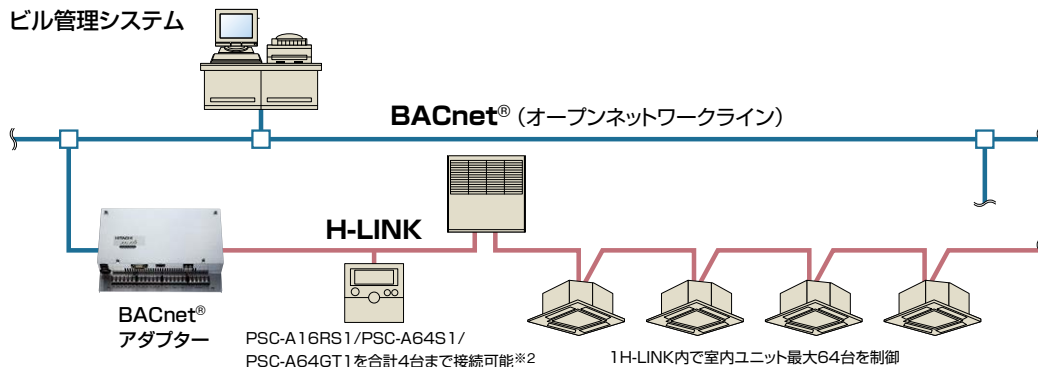 ビル管理システム
BACnet®（オープンネットワークライン）
H-LINK
HITACHI
BACnet®
アダプター
PSC-A16RS1/PSC-A64S1/
PSC-A64GT1を合計4台まで接続可能※2
1H-LINK内で室内ユニット最大64台を制御